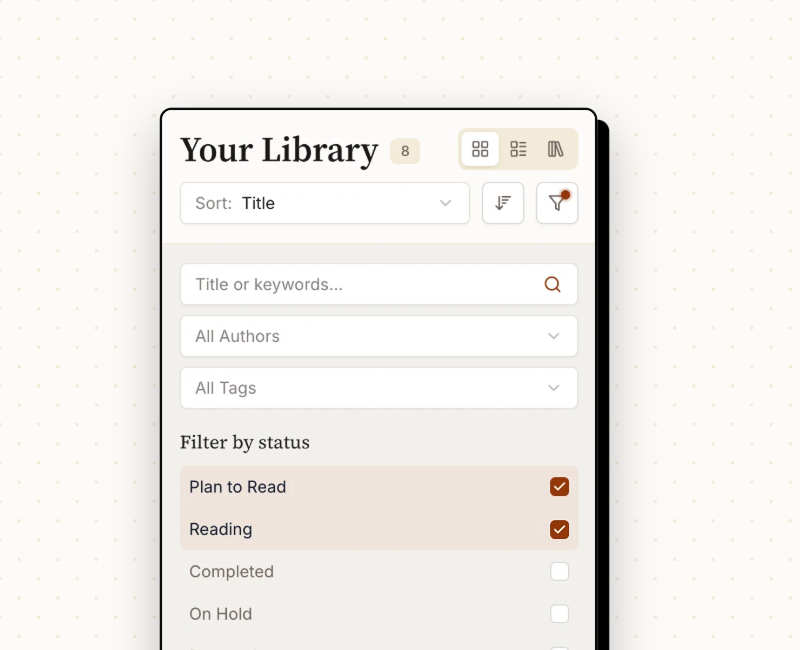 Your Library 8
Sort: Title
Title or keywords...
All Authors
All Tags
Filter by status
Plan to Read
Reading
Completed
On Hold